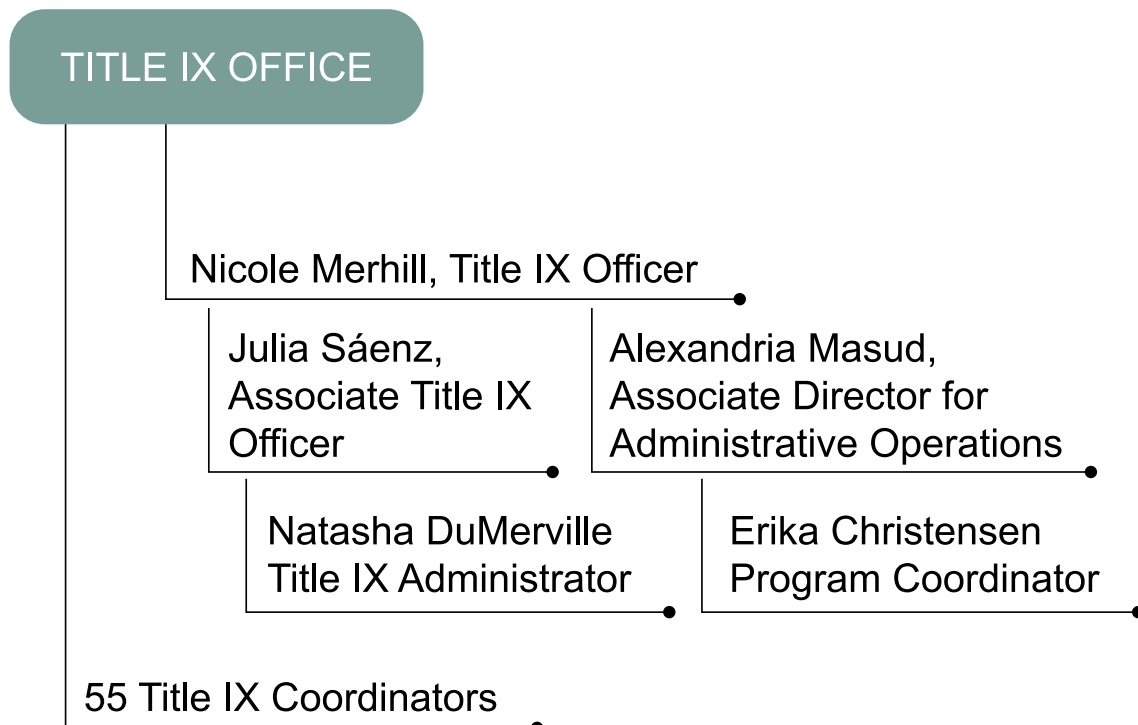 TITLE IX OFFICE
Nicole Merhill, Title IX Officer
Julia Sáenz,
Associate Title IX
Officer
Alexandria Masud,
Associate Director for
Administrative Operations
Natasha DuMerville
Title IX Administrator
Erika Christensen
Program Coordinator
55 Title IX Coordinators